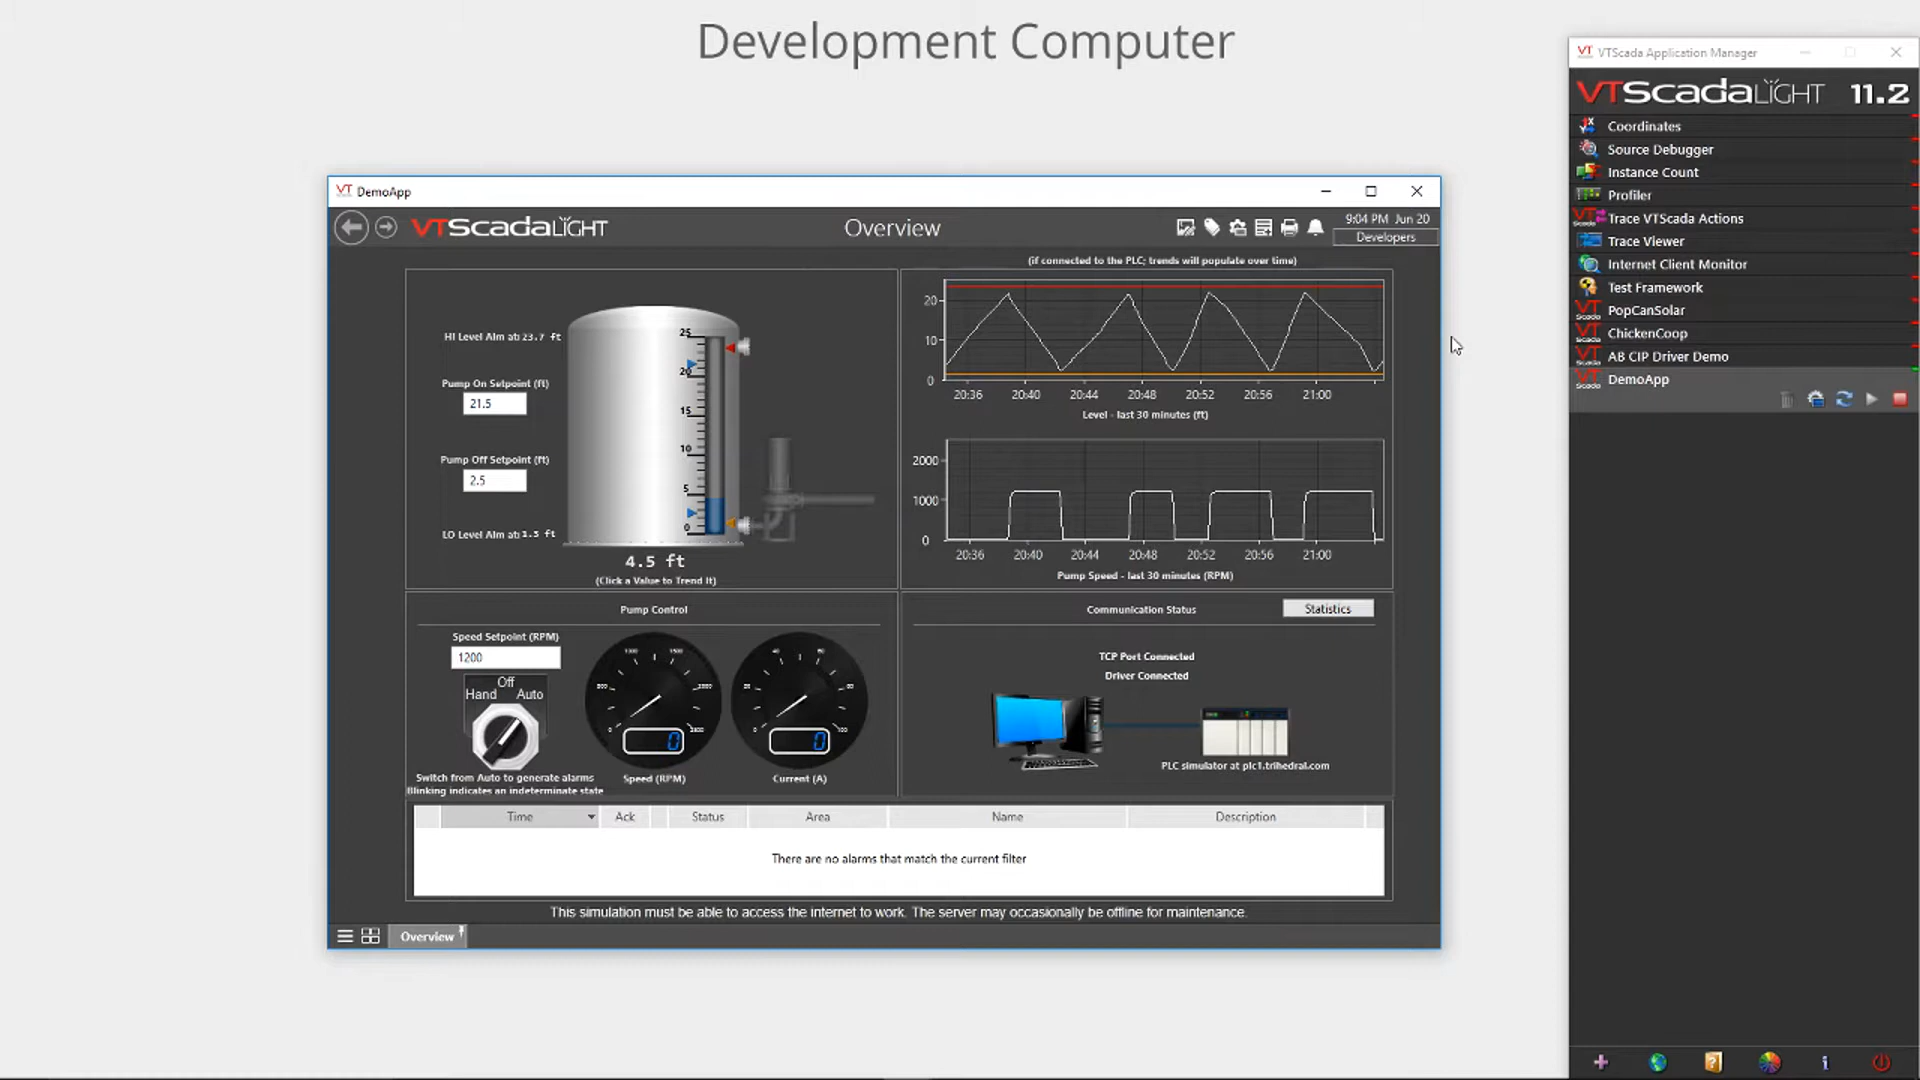 Development Computer
VTScada Application Manager
VTScadaLIGHT 11.2
Coordinates
Source Debugger
Instance Count
Profiler
Trace VTScada Actions
Trace Viewer
Internet Client Monitor
Test Framework
PopCanSolar
ChickenCoop
AB CIP Driver Demo
DemoApp
DemoApp
VTScadaLIGHT
Overview
9:04 PM Jun 20
Developers
HI Level Alm at: 23.7 ft
Pump On Setpoint (ft)
21.5
Pump Off Setpoint (ft)
2.5
LO Level Alm at: 1.3 ft
25
20
15
10
5
0
4.5 ft
(Click a Value to Trend It)
(if connected to the PLC; trends will populate over time)
20
10
0
20:36 20:40 20:44 20:48 20:52 20:56 21:00
Level - last 30 minutes (ft)
2000
1000
0
20:36 20:40 20:44 20:48 20:52 20:56 21:00
Pump Speed - last 30 minutes (RPM)
Pump Control
Speed Setpoint (RPM)
1200
Off
Hand Auto
Switch from Auto to generate alarms
Blinking indicates an indeterminate state
0
Speed (RPM)
0
Current (A)
Communication Status
Statistics
TCP Port Connected
Driver Connected
PLC simulator at plc1.trihedral.com
Time Ack Status Area Name Description
There are no alarms that match the current filter
This simulation must be able to access the internet to work. The server may occasionally be offline for maintenance.
Overview